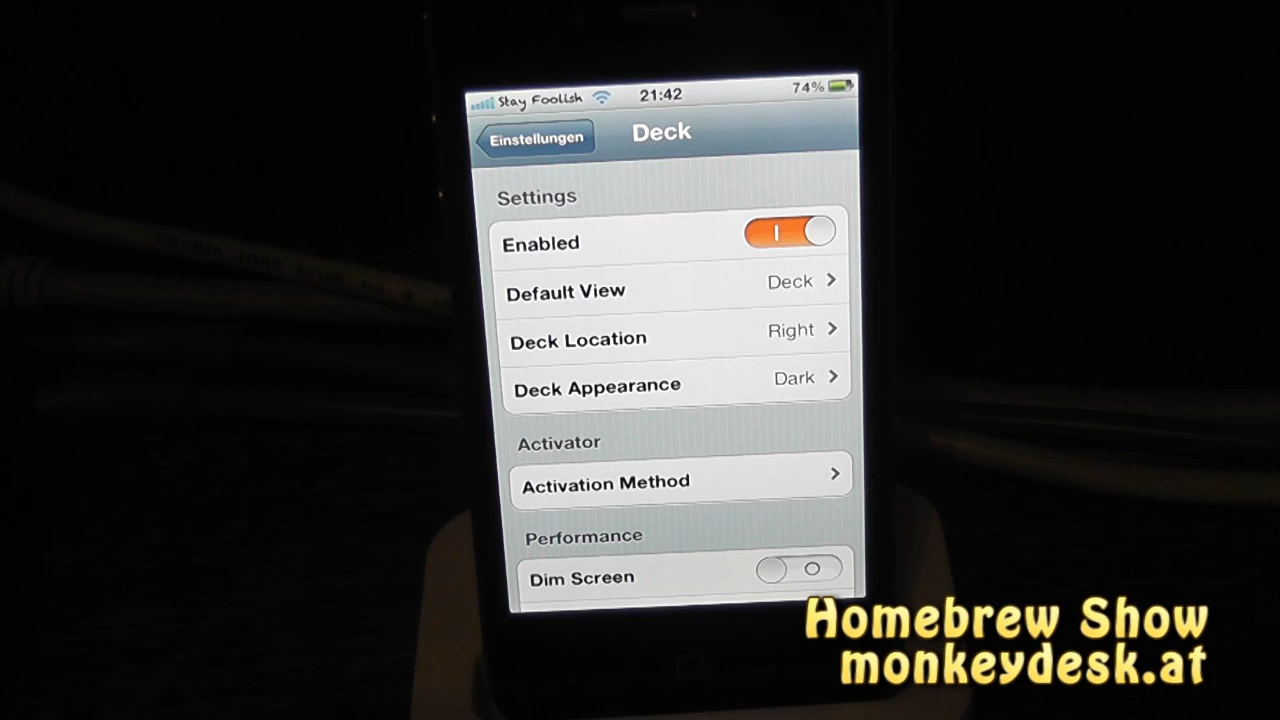 Stay Foolish 21:42 74%
Einstellungen Deck
Settings
Enabled
Default View Deck
Deck Location Right
Deck Appearance Dark
Activator
Activation Method
Performance
Dim Screen
Homebrew Show
monkeydesk.at